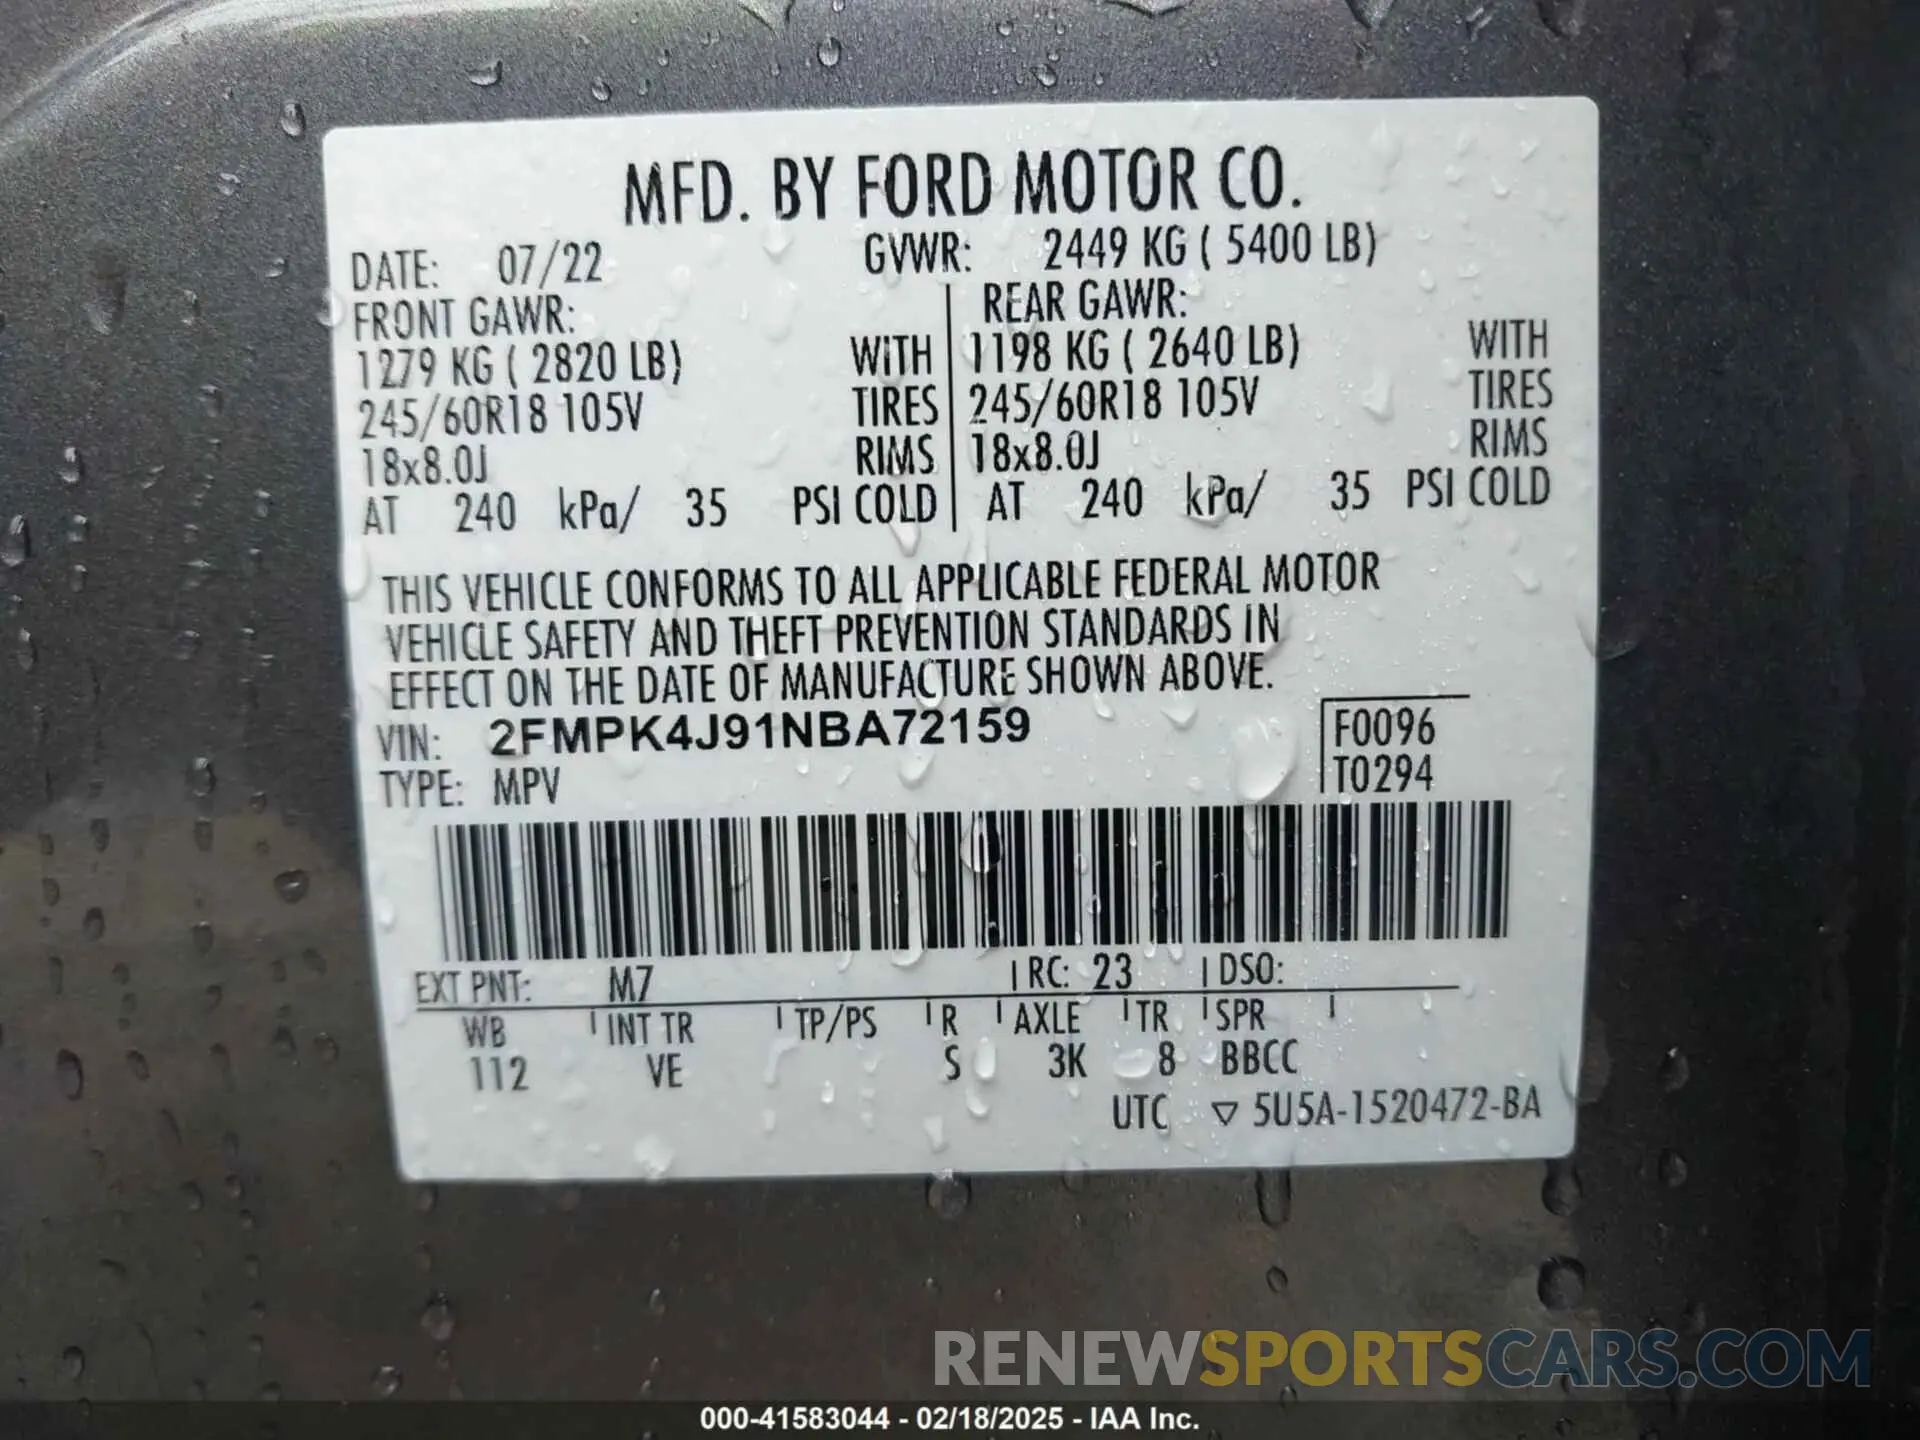 MFD. BY FORD MOTOR CO.
DATE: 07/22 GVWR: 2449 KG ( 5400 LB)
FRONT GAWR: REAR GAWR:
1279 KG ( 2820 LB) WITH 1198 KG ( 2640 LB) WITH
245/60R18 105V TIRES 245/60R18 105V TIRES
18x8.0J RIMS 18x8.0J RIMS
AT 240 kPa/ 35 PSI COLD AT 240 kPa/ 35 PSI COLD
THIS VEHICLE CONFORMS TO ALL APPLICABLE FEDERAL MOTOR
VEHICLE SAFETY AND THEFT PREVENTION STANDARDS IN
EFFECT ON THE DATE OF MANUFACTURE SHOWN ABOVE.
VIN: 2FMPK4J91NBA72159 F0096
TYPE: MPV T0294
EXT PNT: M7 RC: 23 DSO:
WB INT TR TP/PS R AXLE TR SPR
112 VE S 3K 8 BBCC
UTC ▽ 5U5A-1520472-BA
RENEWSPORTSCARS.COM
000-41583044 - 02/18/2025 - IAA Inc.